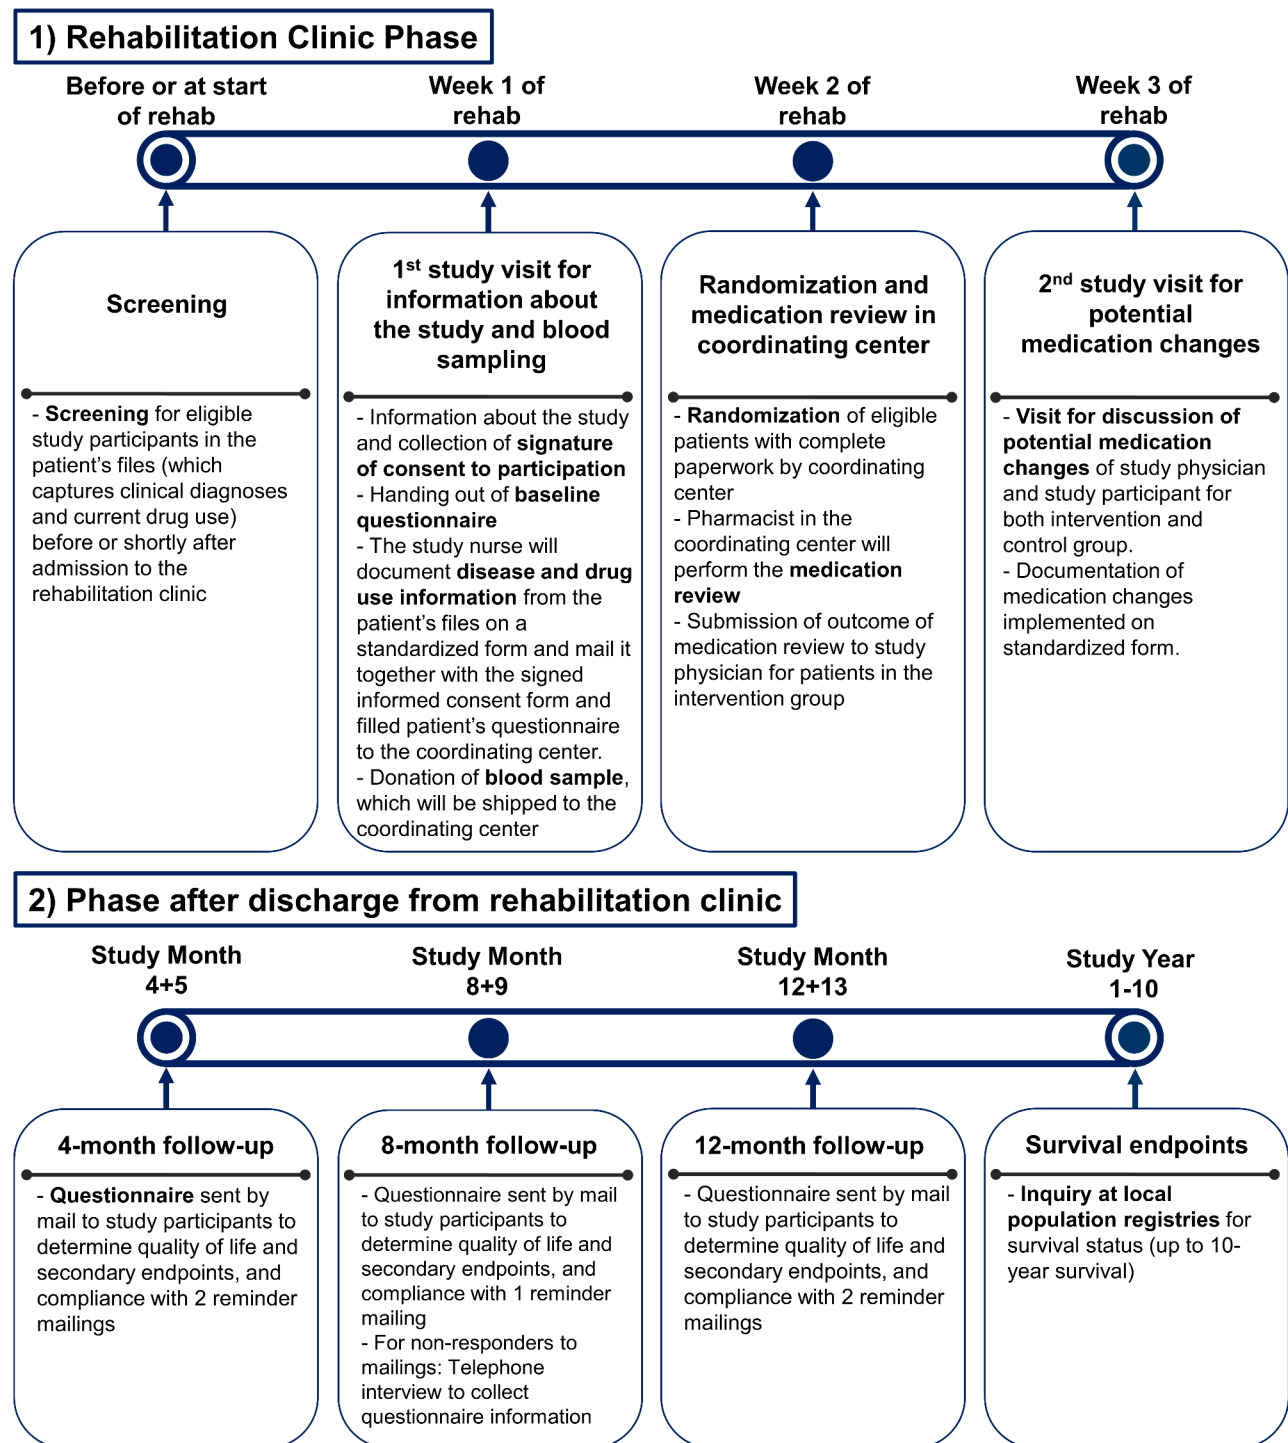 1) Rehabilitation Clinic Phase
Before or at start
of rehab
Week 1 of
rehab
Week 2 of
rehab
Week 3 of
rehab
Screening
- Screening for eligible
study participants in the
patient's files (which
captures clinical diagnoses
and current drug use)
before or shortly after
admission to the
rehabilitation clinic
1st study visit for
information about
the study and blood
sampling
- Information about the study
and collection of signature
of consent to participation
- Handing out of baseline
questionnaire
- The study nurse will
document disease and drug
use information from the
patient's files on a
standardized form and mail it
together with the signed
informed consent form and
filled patient's questionnaire
to the coordinating center.
- Donation of blood sample,
which will be shipped to the
coordinating center
Randomization and
medication review in
coordinating center
- Randomization of eligible
patients with complete
paperwork by coordinating
center
- Pharmacist in the
coordinating center will
perform the medication
review
- Submission of outcome of
medication review to study
physician for patients in the
intervention group
2nd study visit for
potential
medication changes
- Visit for discussion of
potential medication
changes of study physician
and study participant for
both intervention and
control group.
- Documentation of
medication changes
implemented on
standardized form.
2) Phase after discharge from rehabilitation clinic
Study Month
4+5
Study Month
8+9
Study Month
12+13
Study Year
1-10
4-month follow-up
- Questionnaire sent by
mail to study participants to
determine quality of life and
secondary endpoints, and
compliance with 2 reminder
mailings
8-month follow-up
- Questionnaire sent by mail
to study participants to
determine quality of life and
secondary endpoints, and
compliance with 1 reminder
mailing
- For non-responders to
mailings: Telephone
interview to collect
questionnaire information
12-month follow-up
- Questionnaire sent by mail
to study participants to
determine quality of life and
secondary endpoints, and
compliance with 2 reminder
mailings
Survival endpoints
- Inquiry at local
population registries for
survival status (up to 10-
year survival)